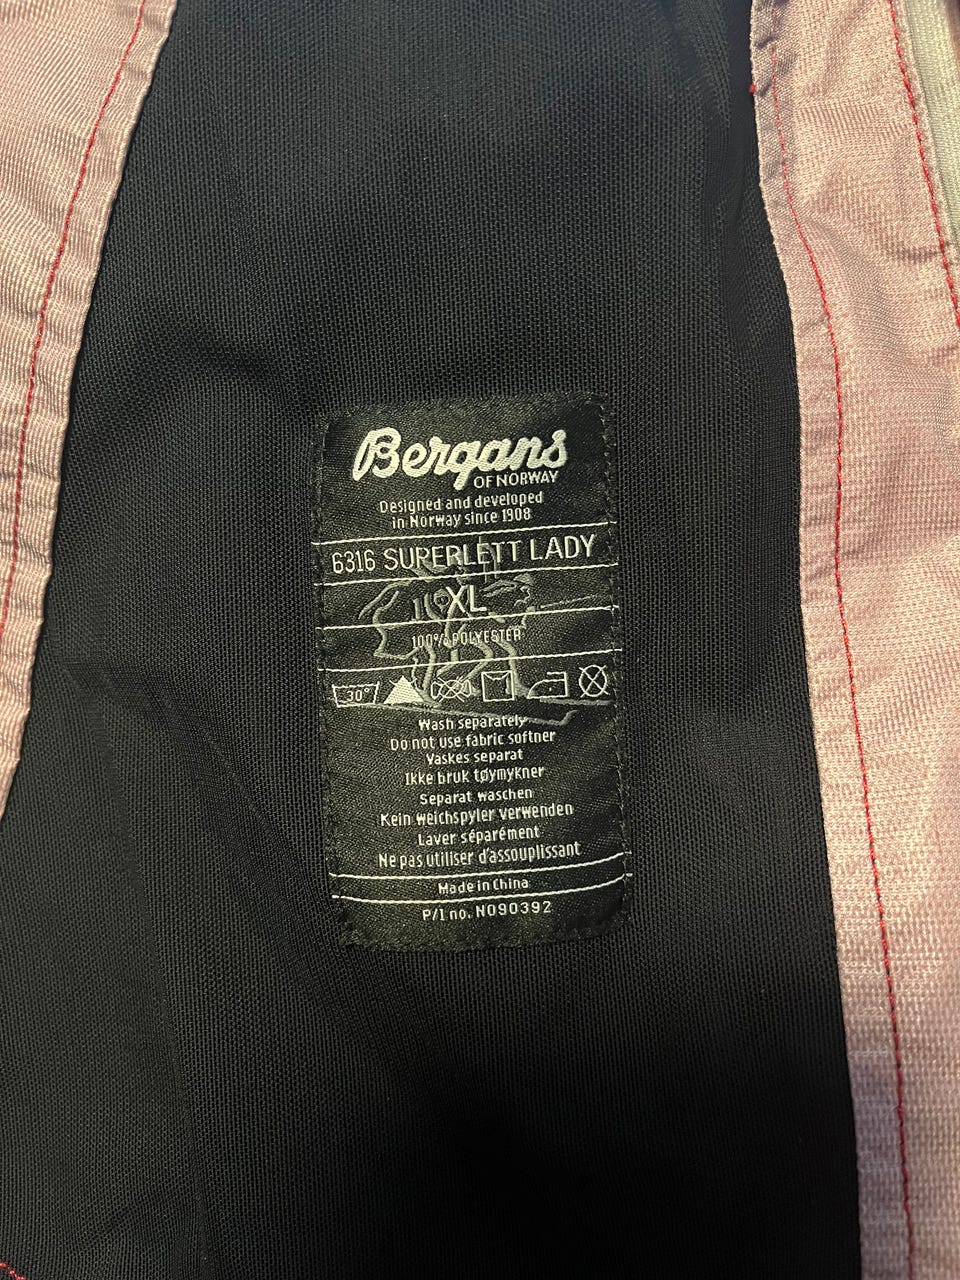 Bergans
OF NORWAY
Designed and developed
in Norway since 1908
6316 SUPERLETT LADY
XL
100% POLYESTER
30°
Wash separately
Do not use fabric softner
Vaskes separat
Ikke bruk tøymykner
Separat waschen
Kein weichspyler verwenden
Laver séparément
Ne pas utiliser d'assouplissant
Made in China
P/l no. N090392